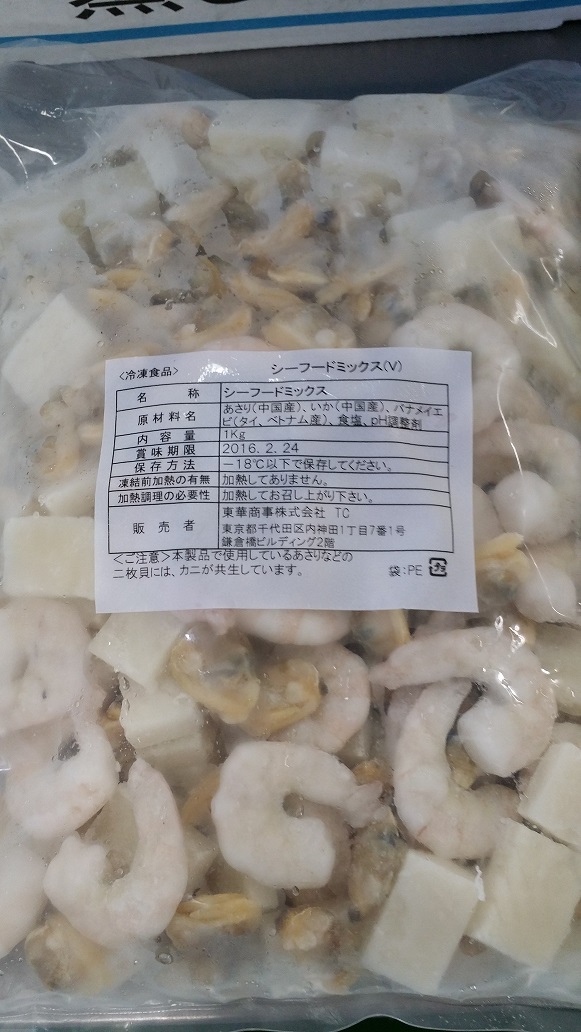 〈冷凍食品〉 シーフードミックス(V)
名 称 シーフードミックス
原材料名 あさり(中国産)、いか(中国産)、バナメイエ
ビ(タイ、ベトナム産)、食塩、pH調整剤
内容量 1Kg
賞味期限 2016. 2. 24
保存方法 －18℃以下で保存してください。
凍結前加熱の有無 加熱してありません。
加熱調理の必要性 加熱してお召し上がり下さい。
販売者 東華商事株式会社 TC
東京都千代田区内神田1丁目7番1号
鎌倉橋ビルディング2階
〈ご注意〉本製品で使用しているあさりなどの
二枚貝には、カニが共生しています。 袋:PE プラ